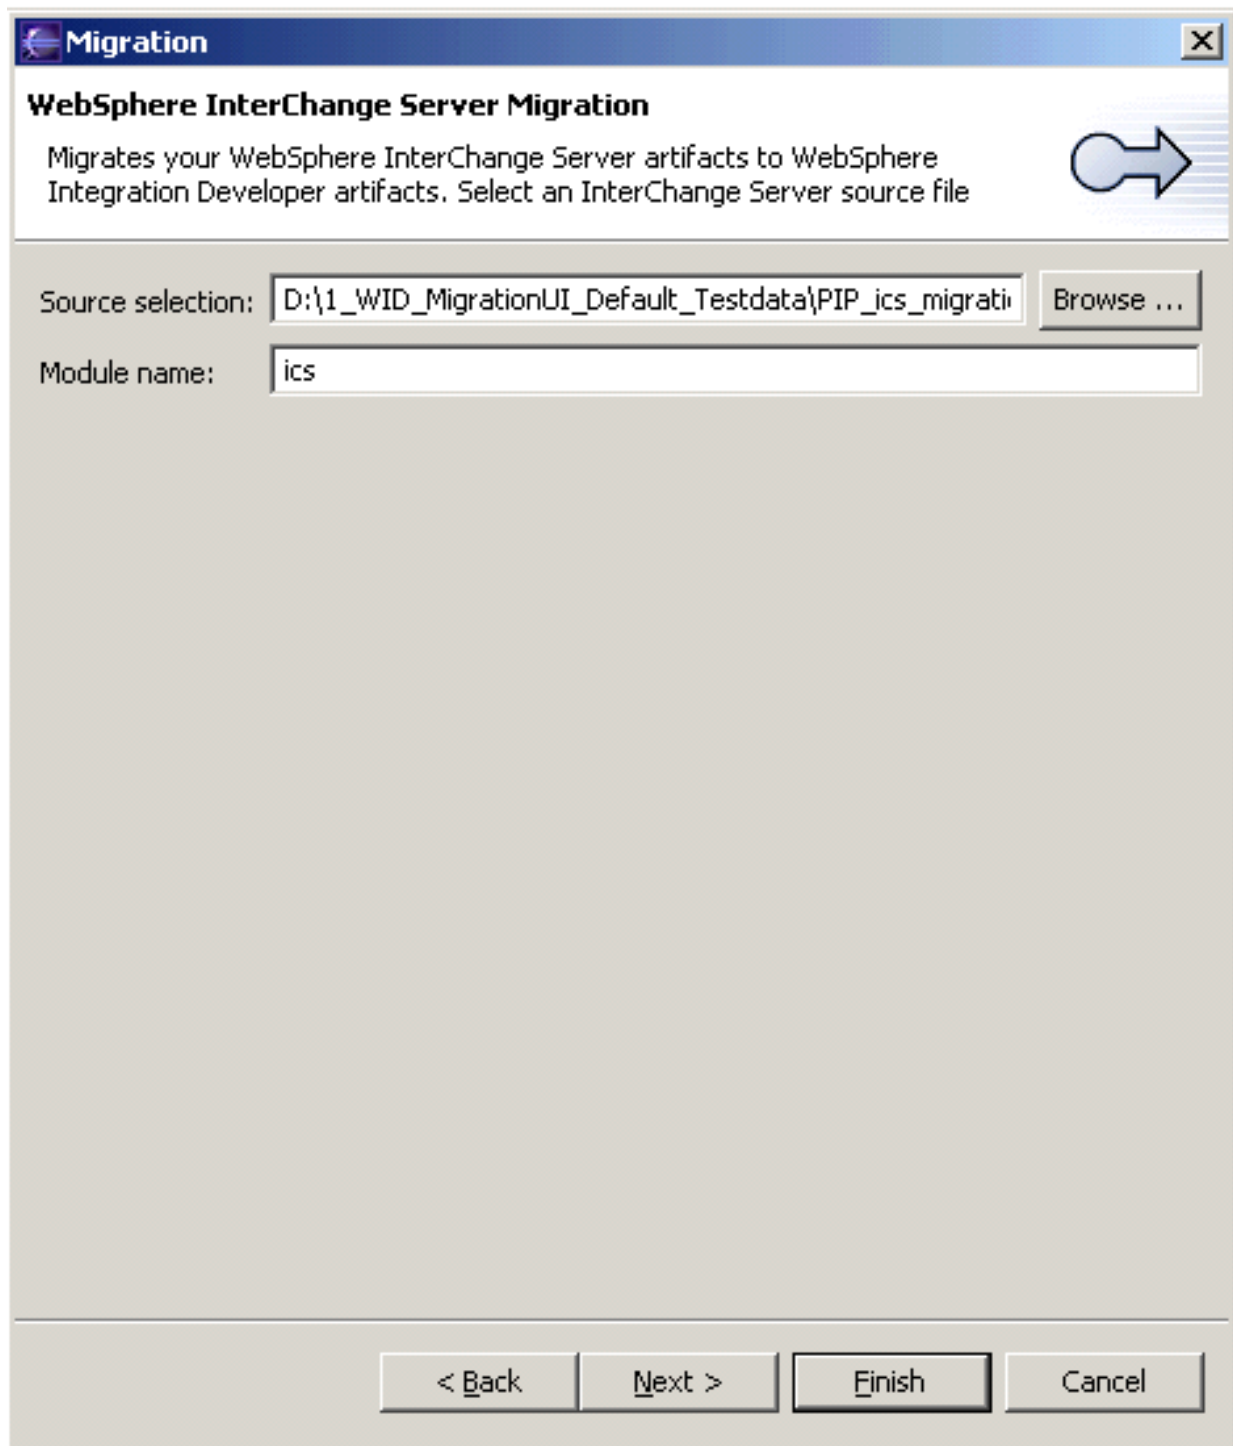 Migration
WebSphere InterChange Server Migration
Migrates your WebSphere InterChange Server artifacts to WebSphere
Integration Developer artifacts. Select an InterChange Server source file
Source selection: D:\1_WID_MigrationUI_Default_Testdata\PIP_ics_migratio Browse ...
Module name: ics
< Back Next > Finish Cancel